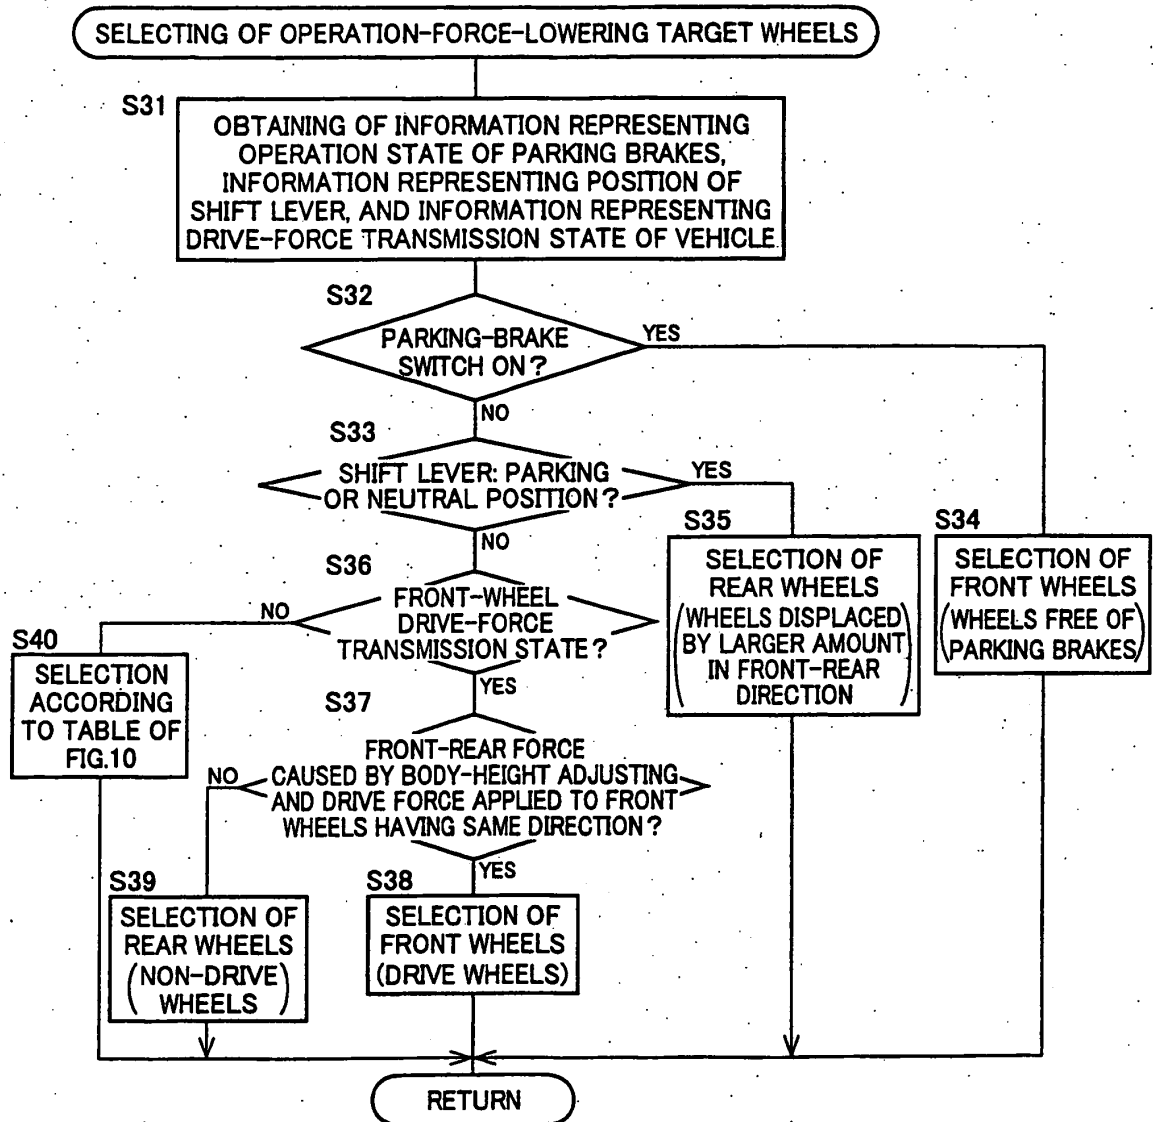 SELECTING OF OPERATION-FORCE-LOWERING TARGET WHEELS
S31
OBTAINING OF INFORMATION REPRESENTING
OPERATION STATE OF PARKING BRAKES,
INFORMATION REPRESENTING POSITION OF
SHIFT LEVER, AND INFORMATION REPRESENTING
DRIVE-FORCE TRANSMISSION STATE OF VEHICLE
S32
PARKING-BRAKE
SWITCH ON?
YES
NO
S33
SHIFT LEVER: PARKING
OR NEUTRAL POSITION?
YES
NO
S35
SELECTION OF
REAR WHEELS
(WHEELS DISPLACED
BY LARGER AMOUNT
IN FRONT-REAR
DIRECTION)
S34
SELECTION OF
FRONT WHEELS
(WHEELS FREE OF
PARKING BRAKES)
S36
FRONT-WHEEL
DRIVE-FORCE
TRANSMISSION STATE?
NO
YES
S40
SELECTION
ACCORDING
TO TABLE OF
FIG.10
S37
FRONT-REAR FORCE
CAUSED BY BODY-HEIGHT ADJUSTING
AND DRIVE FORCE APPLIED TO FRONT
WHEELS HAVING SAME DIRECTION?
NO
YES
S39
SELECTION OF
REAR WHEELS
(NON-DRIVE
WHEELS)
S38
SELECTION OF
FRONT WHEELS
(DRIVE WHEELS)
RETURN